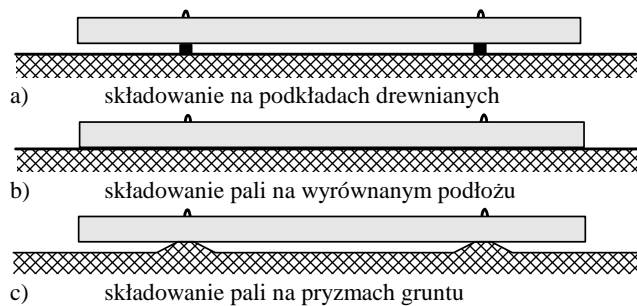 a) składowanie na podkładach drewnianych
b) składowanie pali na wyrównanym podłożu
c) składowanie pali na pryzmach gruntu